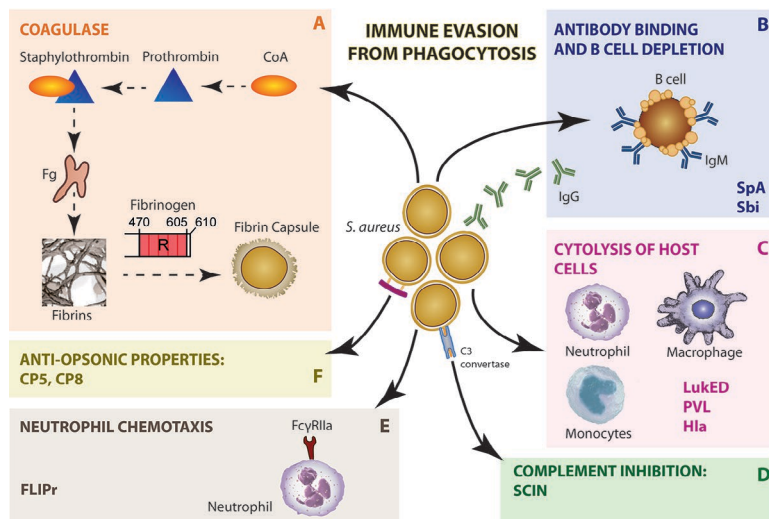 IMMUNE EVASION
FROM PHAGOCYTOSIS
COAGULASE
A
Staphylothrombin
Prothrombin
CoA
Fg
Fibrinogen
470
605
610
R
Fibrin Capsule
Fibrins
S. aureus
ANTIBODY BINDING
AND B CELL DEPLETION
B
B cell
IgM
IgG
SpA
Sbi
CYTOLYSIS OF HOST
CELLS
C
Neutrophil
Macrophage
Monocytes
LukED
PVL
Hla
C3
convertase
COMPLEMENT INHIBITION:
SCIN
D
NEUTROPHIL CHEMOTAXIS
E
FcγRIIa
FLIPr
Neutrophil
ANTI-OPSONIC PROPERTIES:
CP5, CP8
F